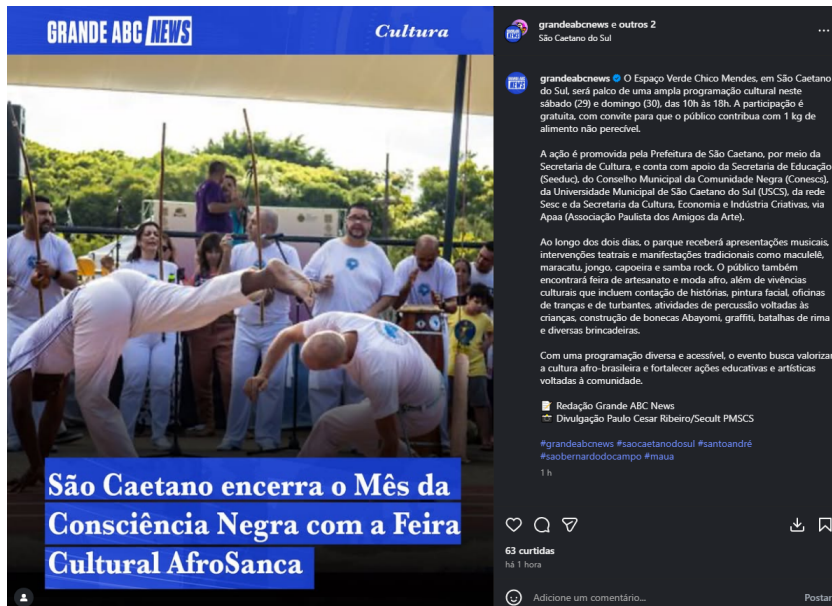 GRANDE ABC NEWS
Cultura
São Caetano encerra o Mês da
Consciência Negra com a Feira
Cultural AfroSanca
grandeabcnews e outros 2
São Caetano do Sul
grandeabcnews O Espaço Verde Chico Mendes, em São Caetano
do Sul, será palco de uma ampla programação cultural neste
sábado (29) e domingo (30), das 10h às 18h. A participação é
gratuita, com convite para que o público contribua com 1 kg de
alimento não perecível.
A ação é promovida pela Prefeitura de São Caetano, por meio da
Secretaria de Cultura, e conta com apoio da Secretaria de Educação
(Seeduc), do Conselho Municipal da Comunidade Negra (Conescs),
da Universidade Municipal de São Caetano do Sul (USCS), da rede
Sesc e da Secretaria da Cultura, Economia e Indústria Criativas, via
Apaa (Associação Paulista dos Amigos da Arte).
Ao longo dos dois dias, o parque receberá apresentações musicais,
intervenções teatrais e manifestações tradicionais como maculelê,
maracatu, jongo, capoeira e samba rock. O público também
encontrará feira de artesanato e moda afro, além de vivências
culturais que incluem contação de histórias, pintura facial, oficinas
de tranças e de turbantes, atividades de percussão voltadas às
crianças, construção de bonecas Abayomi, graffiti, batalhas de rima
e diversas brincadeiras.
Com uma programação diversa e acessível, o evento busca valorizar
a cultura afro-brasileira e fortalecer ações educativas e artísticas
voltadas à comunidade.
Redação Grande ABC News
Divulgação Paulo Cesar Ribeiro/Secult PMSCS
#grandeabcnews #saocaetanodosul #santoandré
#saobernardodocampo #maua
1 h
63 curtidas
há 1 hora
Adicione um comentário...
Postar